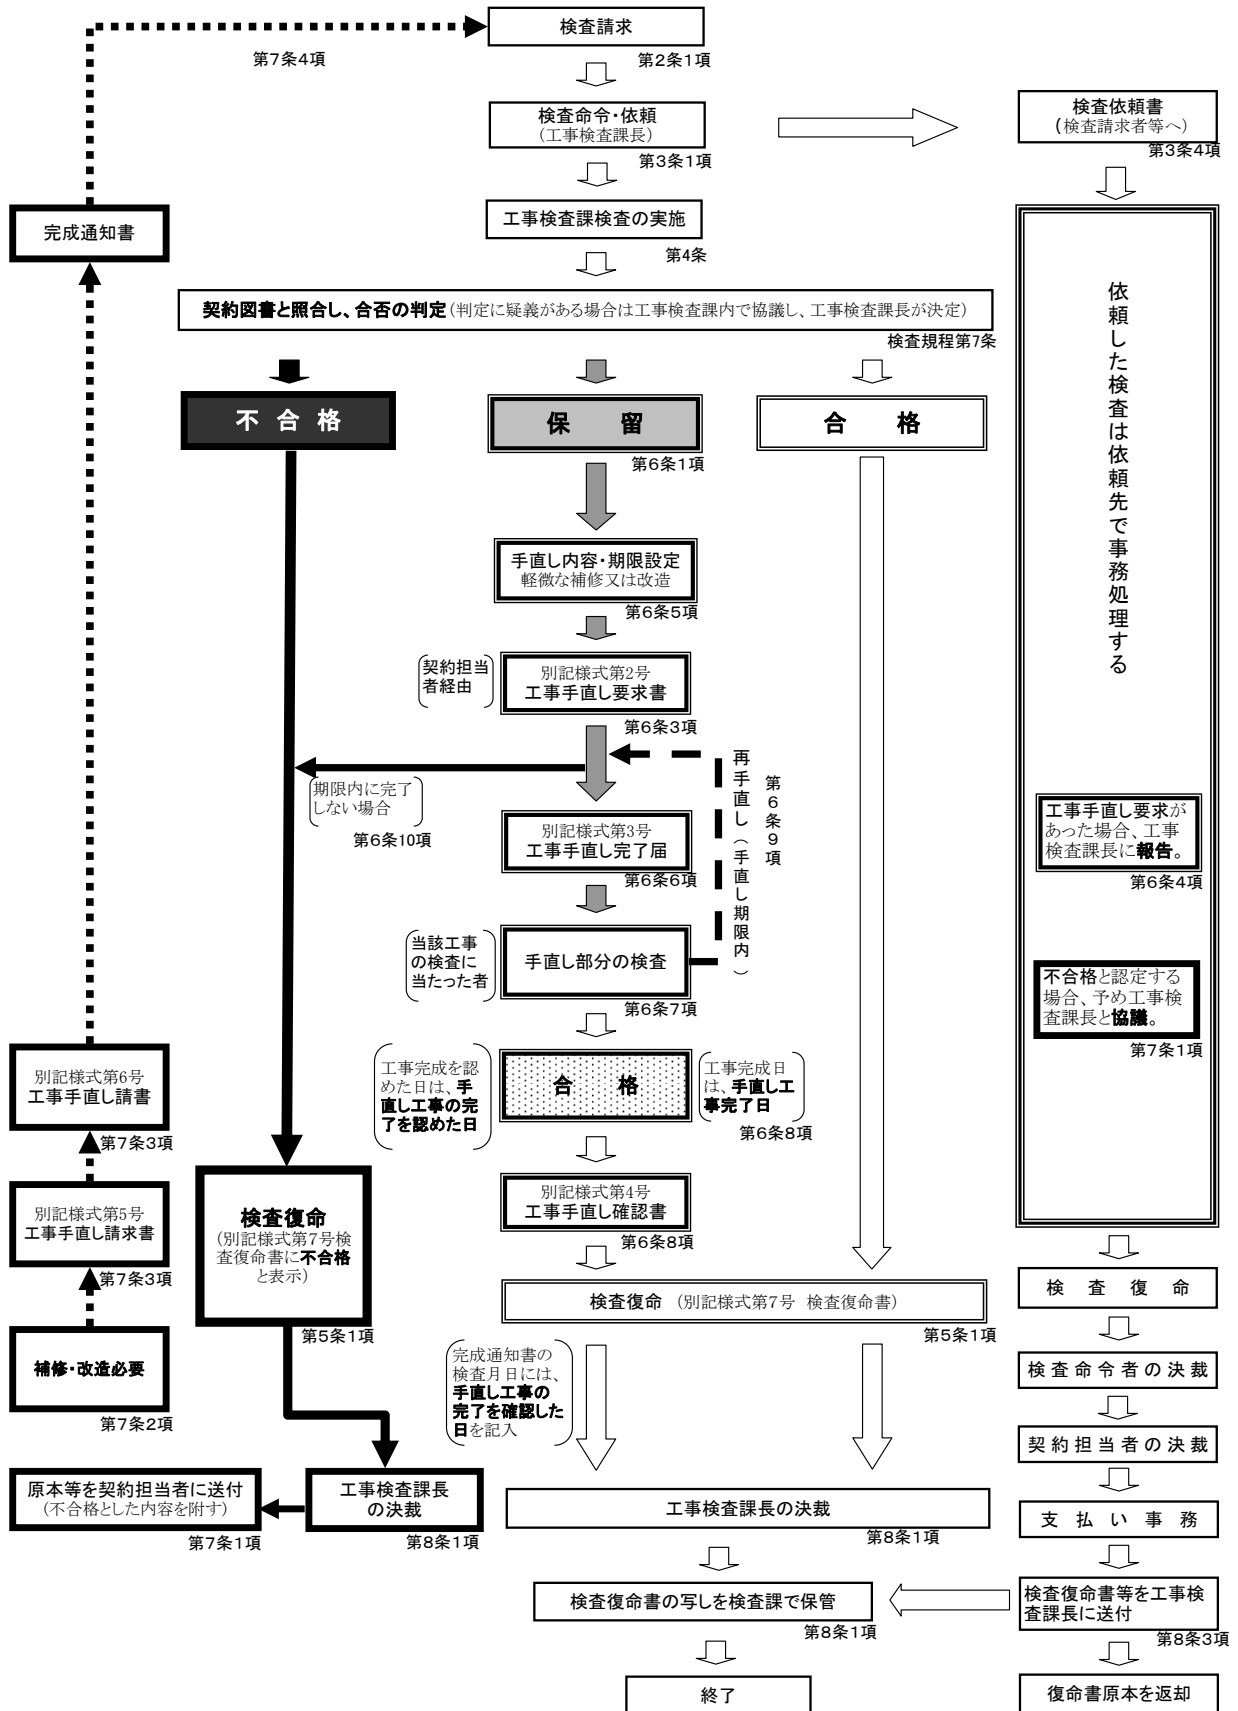 検査請求
第7条4項
第2条1項
検査命令・依頼
(工事検査課長)
第3条1項
検査依頼書
(検査請求者等へ)
第3条4項
工事検査課検査の実施
第4条
完成通知書
契約図書と照合し、合否の判定(判定に疑義がある場合は工事検査課内で協議し、工事検査課長が決定)
検査規程第7条
依頼した検査は依頼先で事務処理する
不合格
保 留
合 格
第6条1項
手直し内容・期限設定
軽微な補修又は改造
第6条5項
契約担当
者経由
別記様式第2号
工事手直し要求書
第6条3項
再手直し(手直し期限内)
第6条9項
期限内に完了
しない場合
第6条10項
別記様式第3号
工事手直し完了届
第6条6項
工事手直し要求が
あった場合、工事
検査課長に報告。
第6条4項
当該工事
の検査に
当たった者
手直し部分の検査
第6条7項
不合格と認定する
場合、予め工事検
査課長と協議。
第7条1項
工事完成を認
めた日は、手
直し工事の完
了を認めた日
合 格
工事完成日
は、手直し工
事完了日
第6条8項
別記様式第6号
工事手直し請書
第7条3項
別記様式第4号
工事手直し確認書
第6条8項
別記様式第5号
工事手直し請求書
第7条3項
検査復命
(別記様式第7号検
査復命書に不合格
と表示)
第5条1項
検査復命 (別記様式第7号 検査復命書)
第5条1項
検査復命
補修・改造必要
第7条2項
完成通知書の
検査月日には、
手直し工事の
完了を確認した
日を記入
検査命令者の決裁
契約担当者の決裁
原本等を契約担当者に送付
(不合格とした内容を附す)
第7条1項
工事検査課長
の決裁
第8条1項
工事検査課長の決裁
第8条1項
支払い事務
検査復命書の写しを検査課で保管
第8条1項
検査復命書等を工事検
査課長に送付
第8条3項
終了
復命書原本を返却